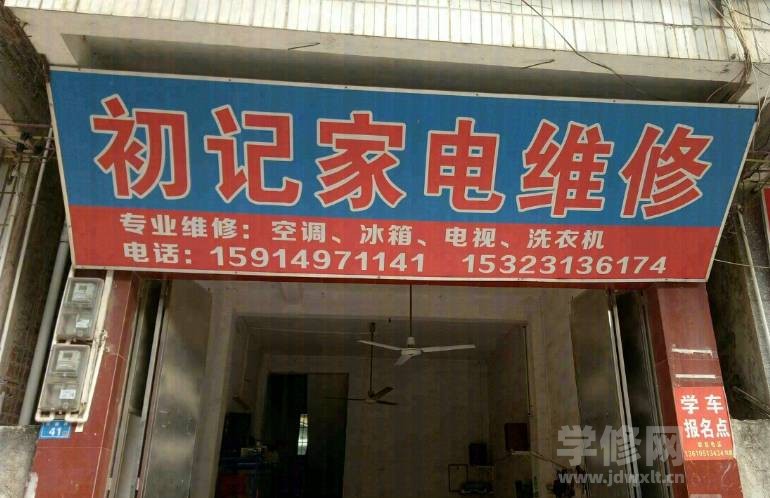 初记家电维修
专业维修：空调、冰箱、电视、洗衣机
电话：15914971141 15323136174
41
学车
报名点
学修网
www.jdwxlt.cn